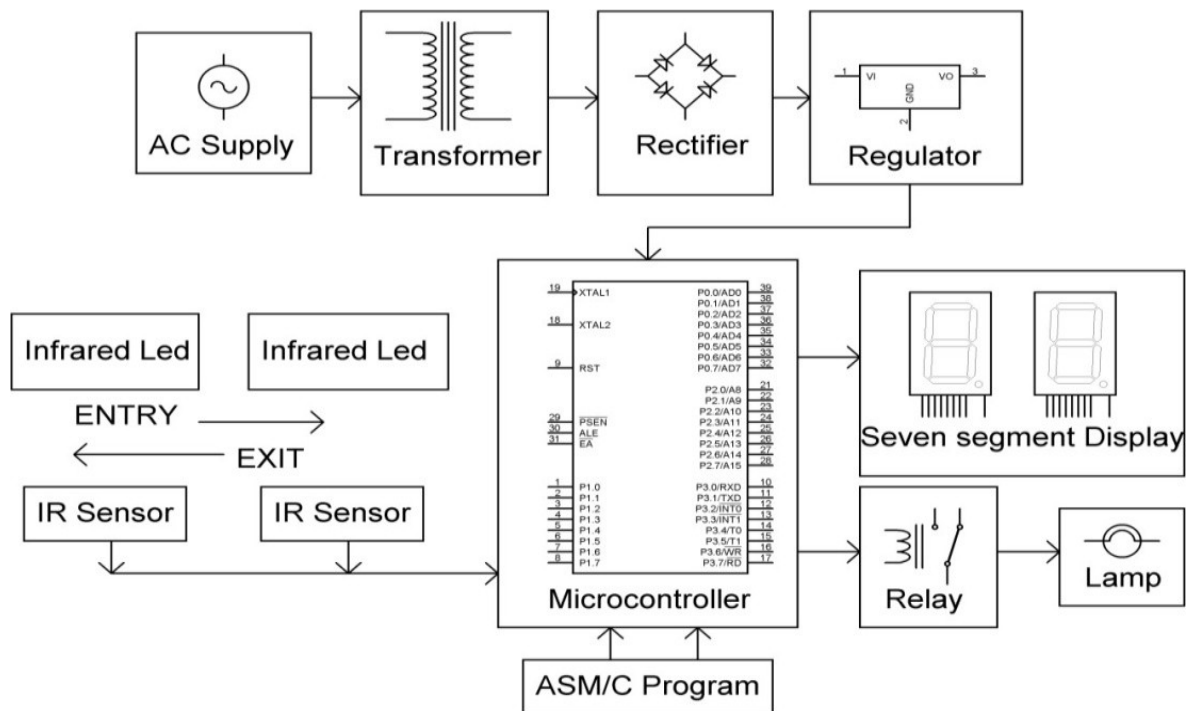 AC Supply
Transformer
Rectifier
1
VI
VO
3
GND
2
Regulator
Infrared Led
Infrared Led
ENTRY
EXIT
IR Sensor
IR Sensor
19
XTAL1
18
XTAL2
9
RST
29
PSEN
30
ALE
31
EA
1
P1.0
2
P1.1
3
P1.2
4
P1.3
5
P1.4
6
P1.5
7
P1.6
8
P1.7
P0.0/AD0
39
P0.1/AD1
38
P0.2/AD2
37
P0.3/AD3
36
P0.4/AD4
35
P0.5/AD5
34
P0.6/AD6
33
P0.7/AD7
32
P2.0/A8
21
P2.1/A9
22
P2.2/A10
23
P2.3/A11
24
P2.4/A12
25
P2.5/A13
26
P2.6/A14
27
P2.7/A15
28
P3.0/RXD
10
P3.1/TXD
11
P3.2/INT0
12
P3.3/INT1
13
P3.4/T0
14
P3.5/T1
15
P3.6/WR
16
P3.7/RD
17
Microcontroller
Seven segment Display
Relay
Lamp
ASM/C Program